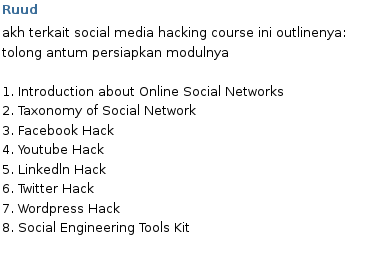 Ruud
akh terkait social media hacking course ini outlinenya:
tolong antum persiapkan modulnya
1. Introduction about Online Social Networks
2. Taxonomy of Social Network
3. Facebook Hack
4. Youtube Hack
5. Linkedln Hack
6. Twitter Hack
7. Wordpress Hack
8. Social Engineering Tools Kit